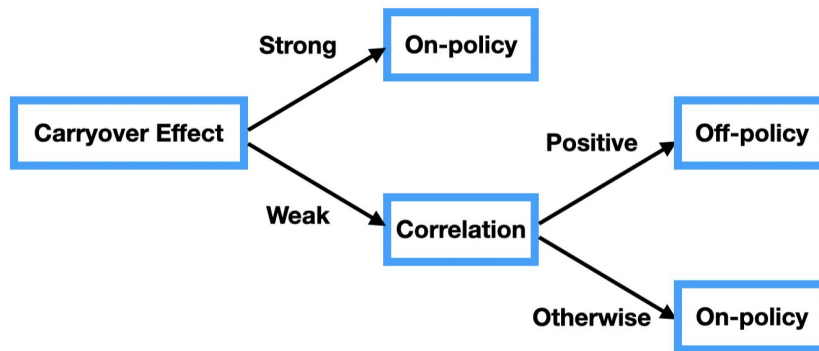 Strong
On-policy
Carryover Effect
Positive
Off-policy
Weak
Correlation
Otherwise
On-policy